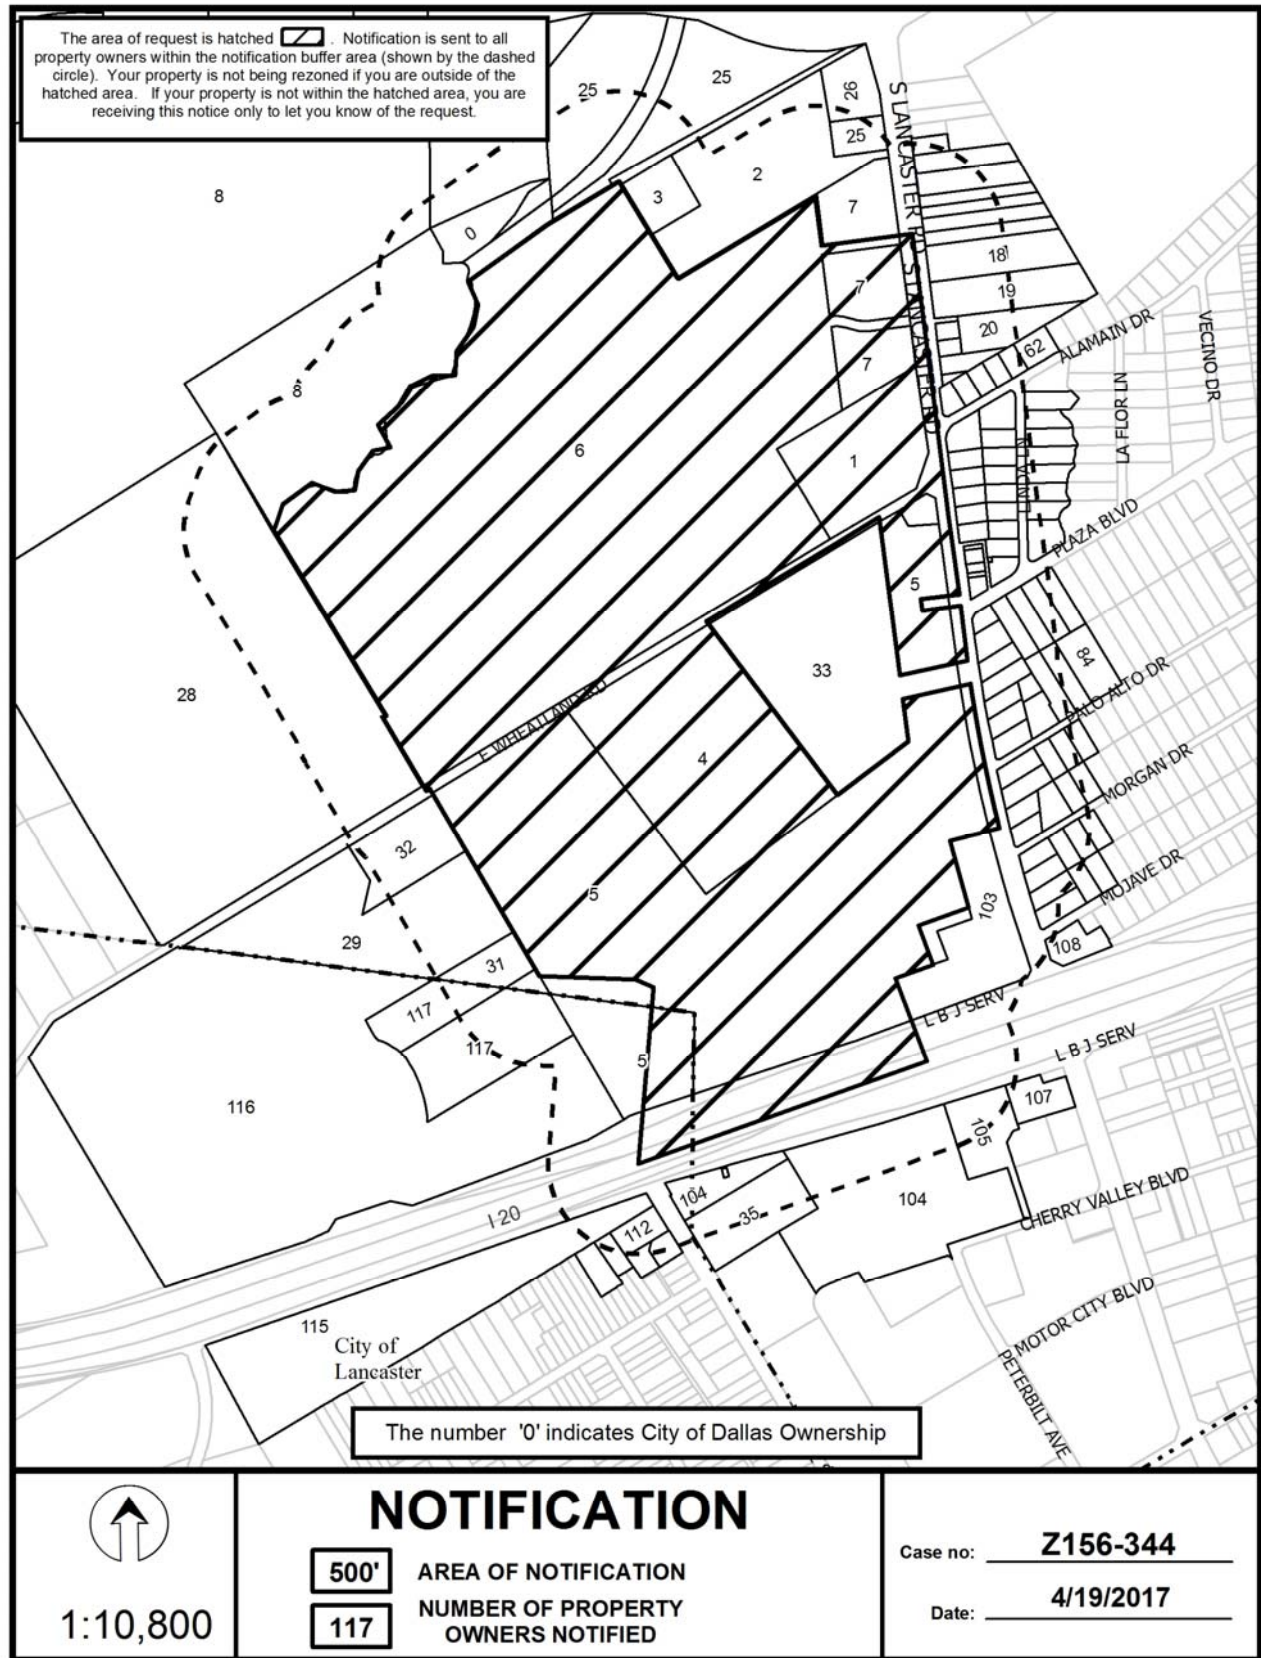 The area of request is hatched . Notification is sent to all
property owners within the notification buffer area (shown by the dashed
circle). Your property is not being rezoned if you are outside of the
hatched area. If your property is not within the hatched area, you are
receiving this notice only to let you know of the request.
25
25
26
25
S LANCASTER RD
8
3
2
7
0
18
7
S LANCASTER RD
19
20
62
ALAMAIN DR
VECINO DR
8
7
LA FLOR LN
6
1
PLAZA BLVD
5
28
33
84
PALO ALTO DR
E WHEATLAND RD
4
MORGAN DR
32
5
103
MOJAVE DR
29
31
108
117
L B J SERV
117
5
L B J SERV
116
107
105
104
35
104
CHERRY VALLEY BLVD
I 20
112
115
City of
Lancaster
MOTOR CITY BLVD
PETERBILT AVE
The number '0' indicates City of Dallas Ownership
1:10,800
NOTIFICATION
500' AREA OF NOTIFICATION
117 NUMBER OF PROPERTY
OWNERS NOTIFIED
Case no: Z156-344
Date: 4/19/2017